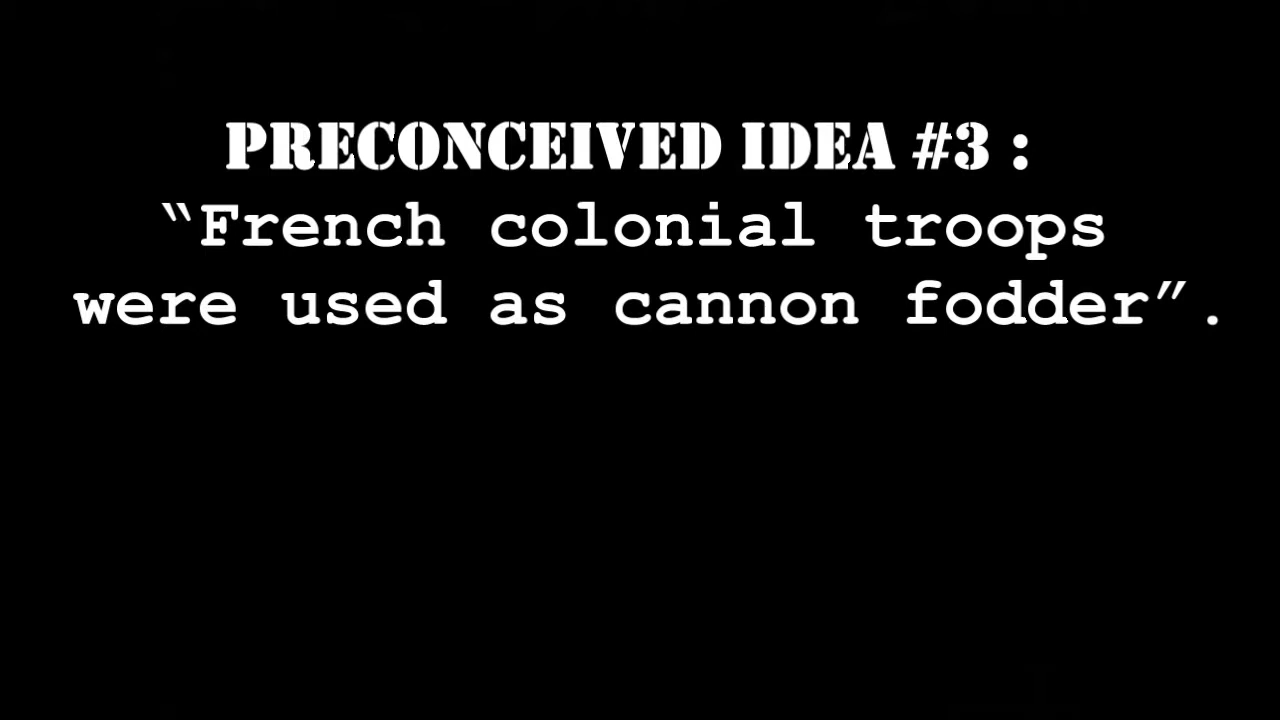 PRECONCEIVED IDEA #3 :
“French colonial troops
were used as cannon fodder”.